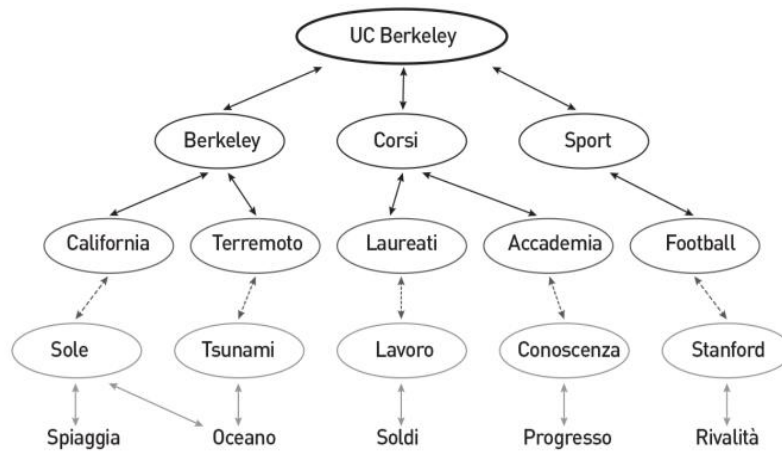 UC Berkeley
Berkeley Corsi Sport
California Terremoto Laureati Accademia Football
Sole Tsunami Lavoro Conoscenza Stanford
Spiaggia Oceano Soldi Progresso Rivalità